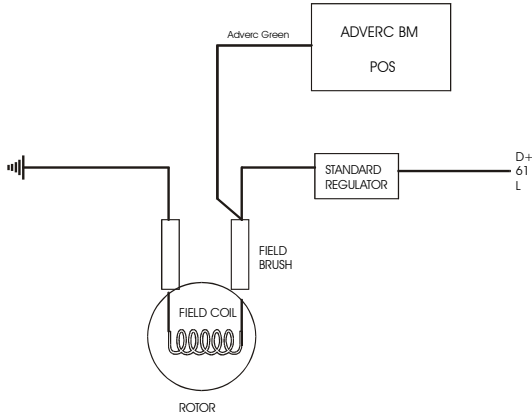 ADVERC BM
POS
Adverc Green
STANDARD
REGULATOR
D+
61
L
FIELD
BRUSH
FIELD COIL
ROTOR